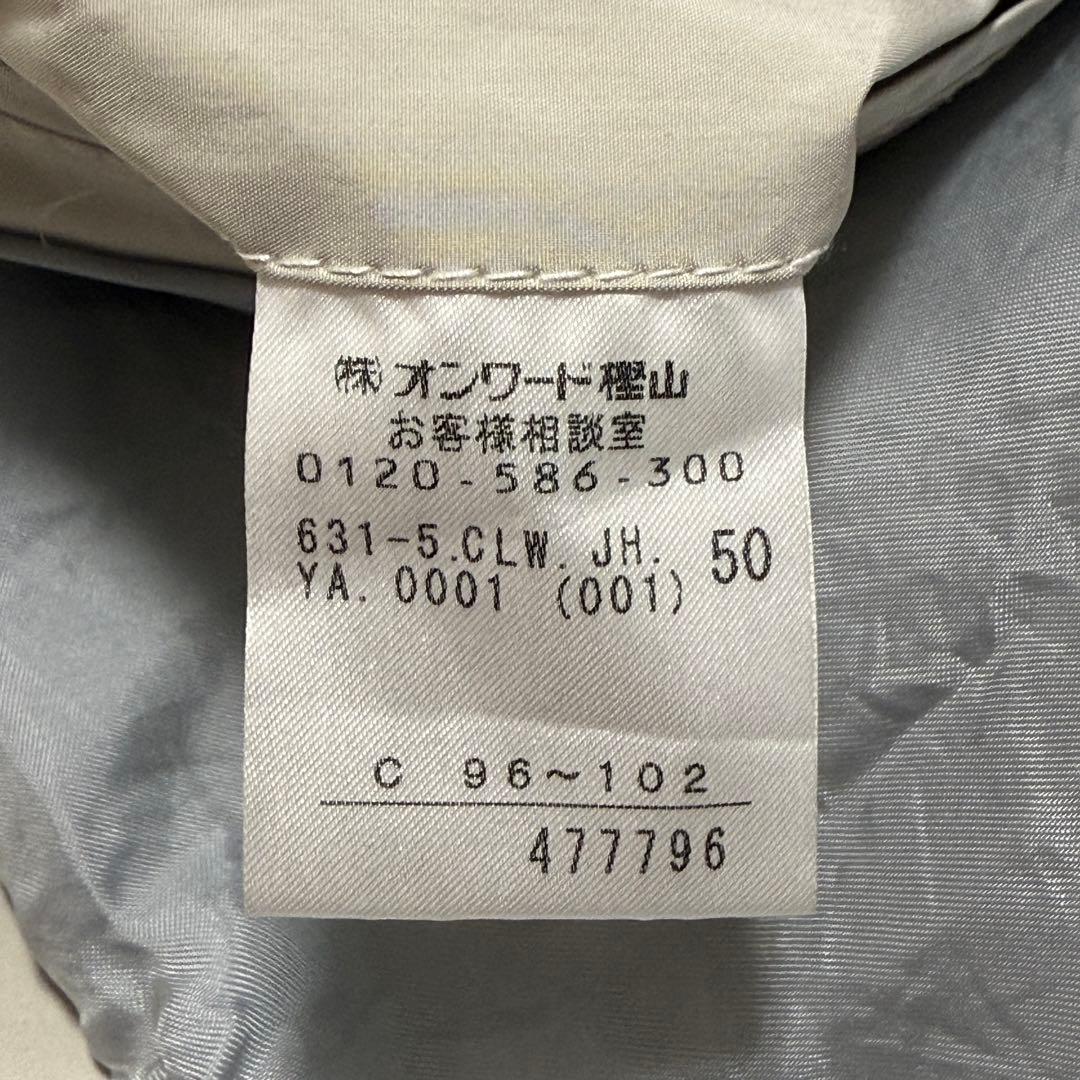 ㈱オンワード樫山
お客様相談室
0120-586-300
631-5.CLW. JH. 50
YA. 0001 (001)
C 96~102
477796